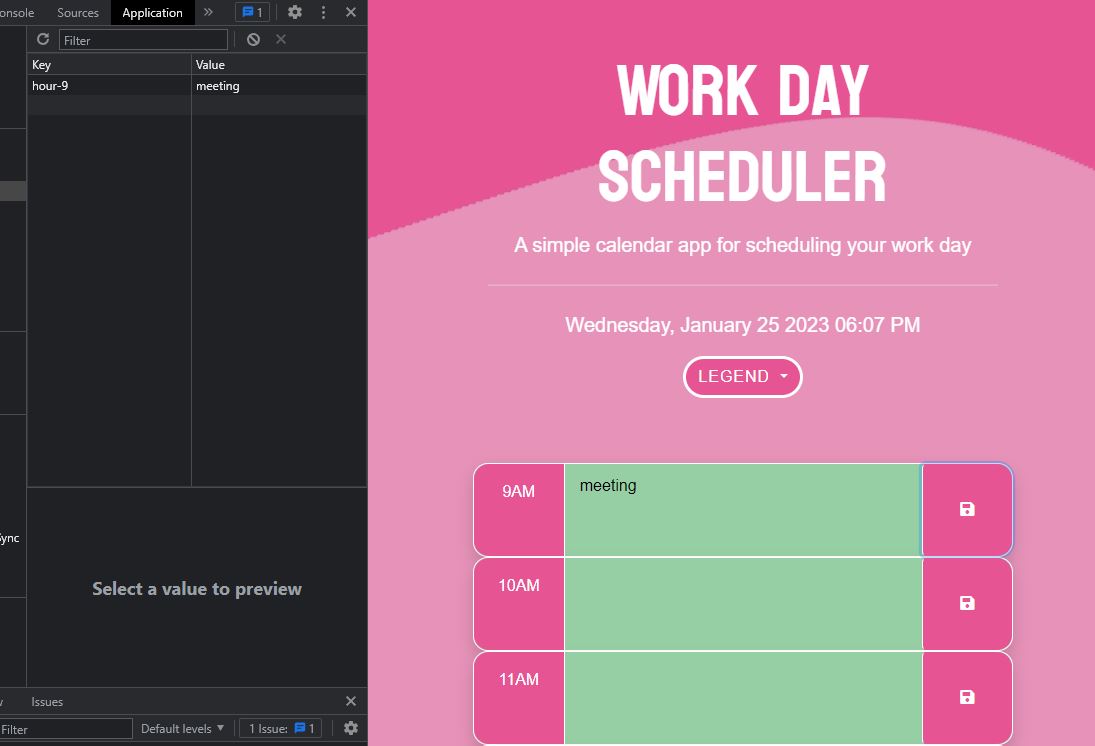 onsole Sources Application 1
Filter
Key Value
hour-9 meeting
Sync
Select a value to preview
Issues
Filter Default levels 1 Issue: 1
WORK DAY
SCHEDULER
A simple calendar app for scheduling your work day
Wednesday, January 25 2023 06:07 PM
LEGEND
9AM meeting
10AM
11AM